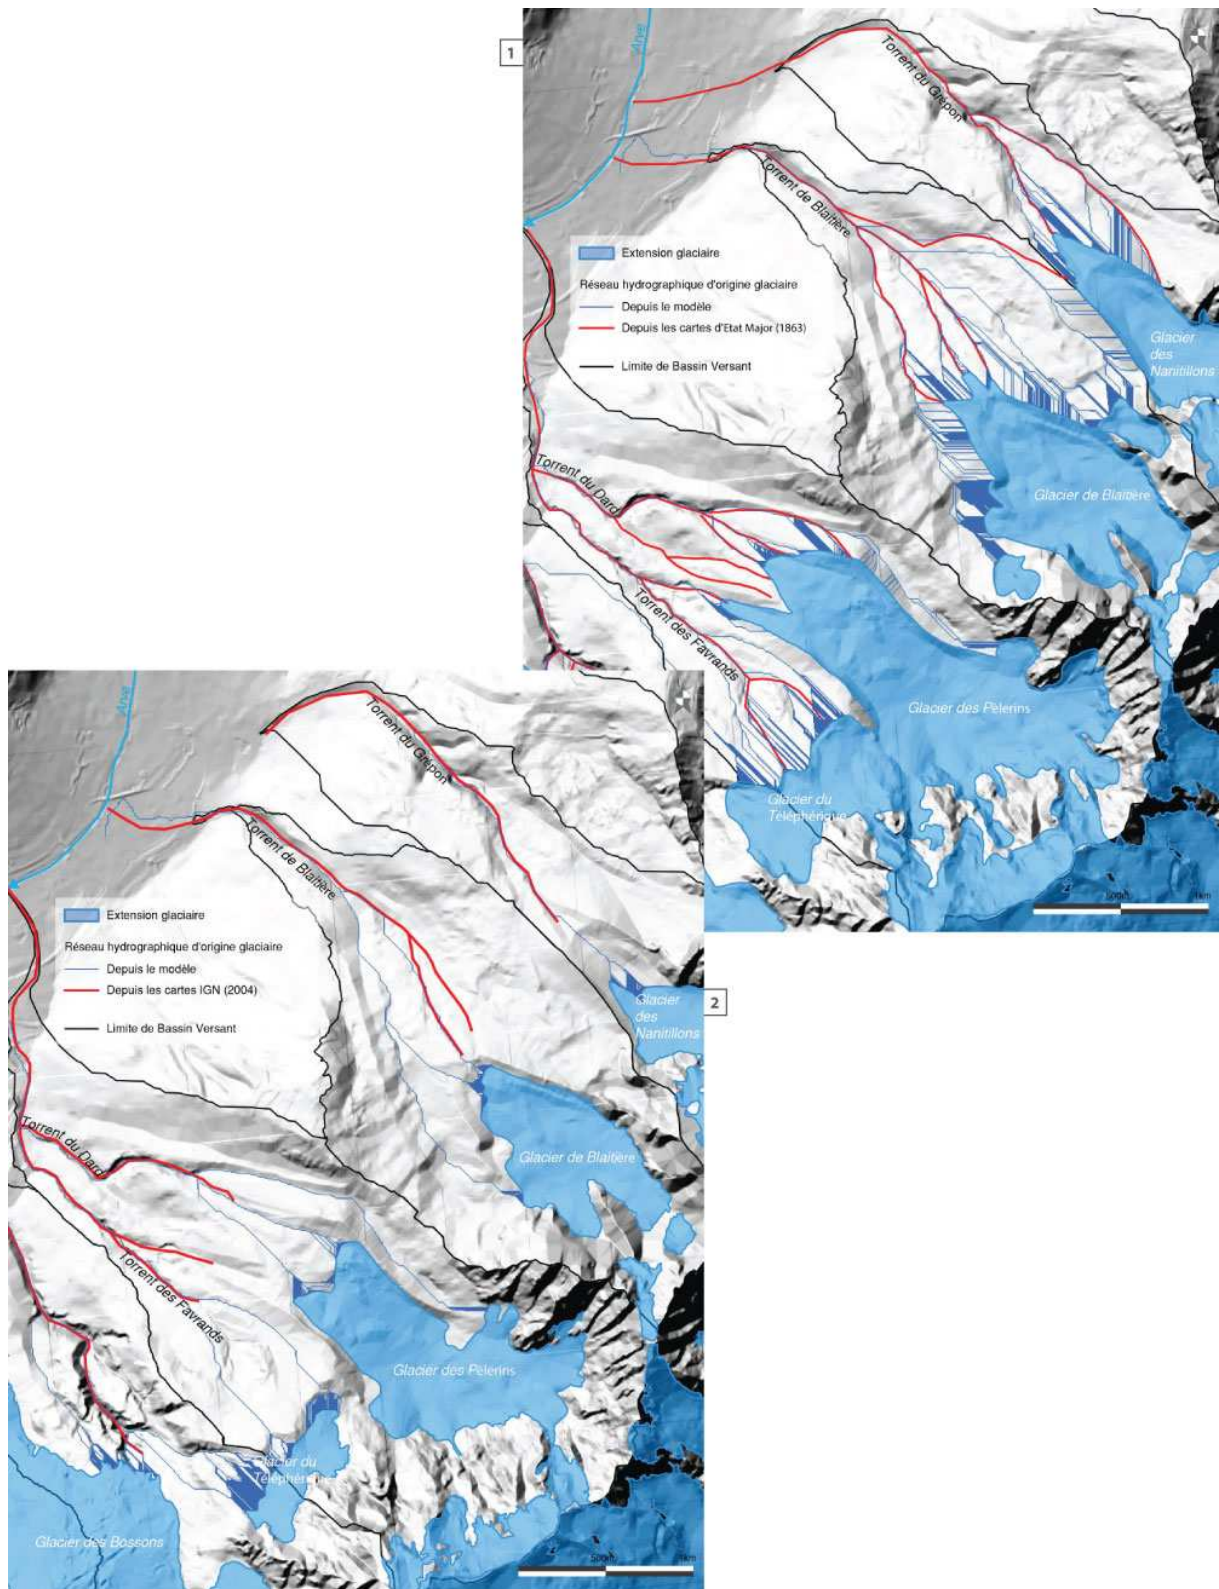 1
Arve
Torrent du Grépon
Torrent de Blaitière
Extension glaciaire
Réseau hydrographique d'origine glaciaire
Depuis le modèle
Depuis les cartes d'Etat Major (1863)
Limite de Bassin Versant
Glacier
des
Nantillons
Glacier de Blaitière
Torrent du Dard
Torrent des Favrands
Glacier des Pèlerins
Glacier du
Téléphérique
500m
1km
2
Arve
Torrent du Grépon
Torrent de Blaitière
Extension glaciaire
Réseau hydrographique d'origine glaciaire
Depuis le modèle
Depuis les cartes IGN (2004)
Limite de Bassin Versant
Glacier
des
Nantillons
Glacier de Blaitière
Torrent du Dard
Torrent des Favrands
Glacier des Pèlerins
Glacier du
Téléphérique
Glacier des Bossons
500m
1km